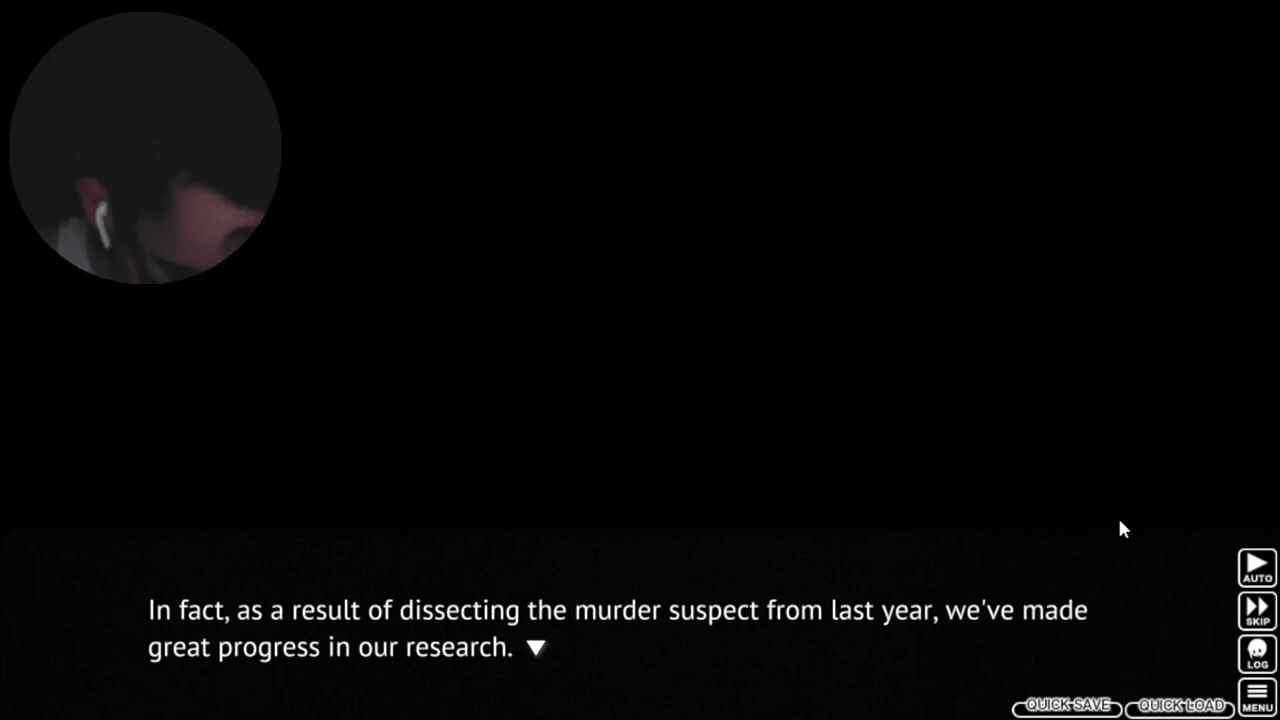 In fact, as a result of dissecting the murder suspect from last year, we've made
great progress in our research.
AUTO
SKIP
LOG
MENU
QUICK SAVE QUICK LOAD